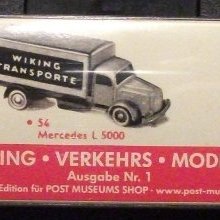 WIKING
TRANSPORTE
• 54
Mercedes L 5000
ING • VERKEHRS • MOD
Ausgabe Nr. 1
Edition für POST MUSEUMS SHOP - www.post-mu